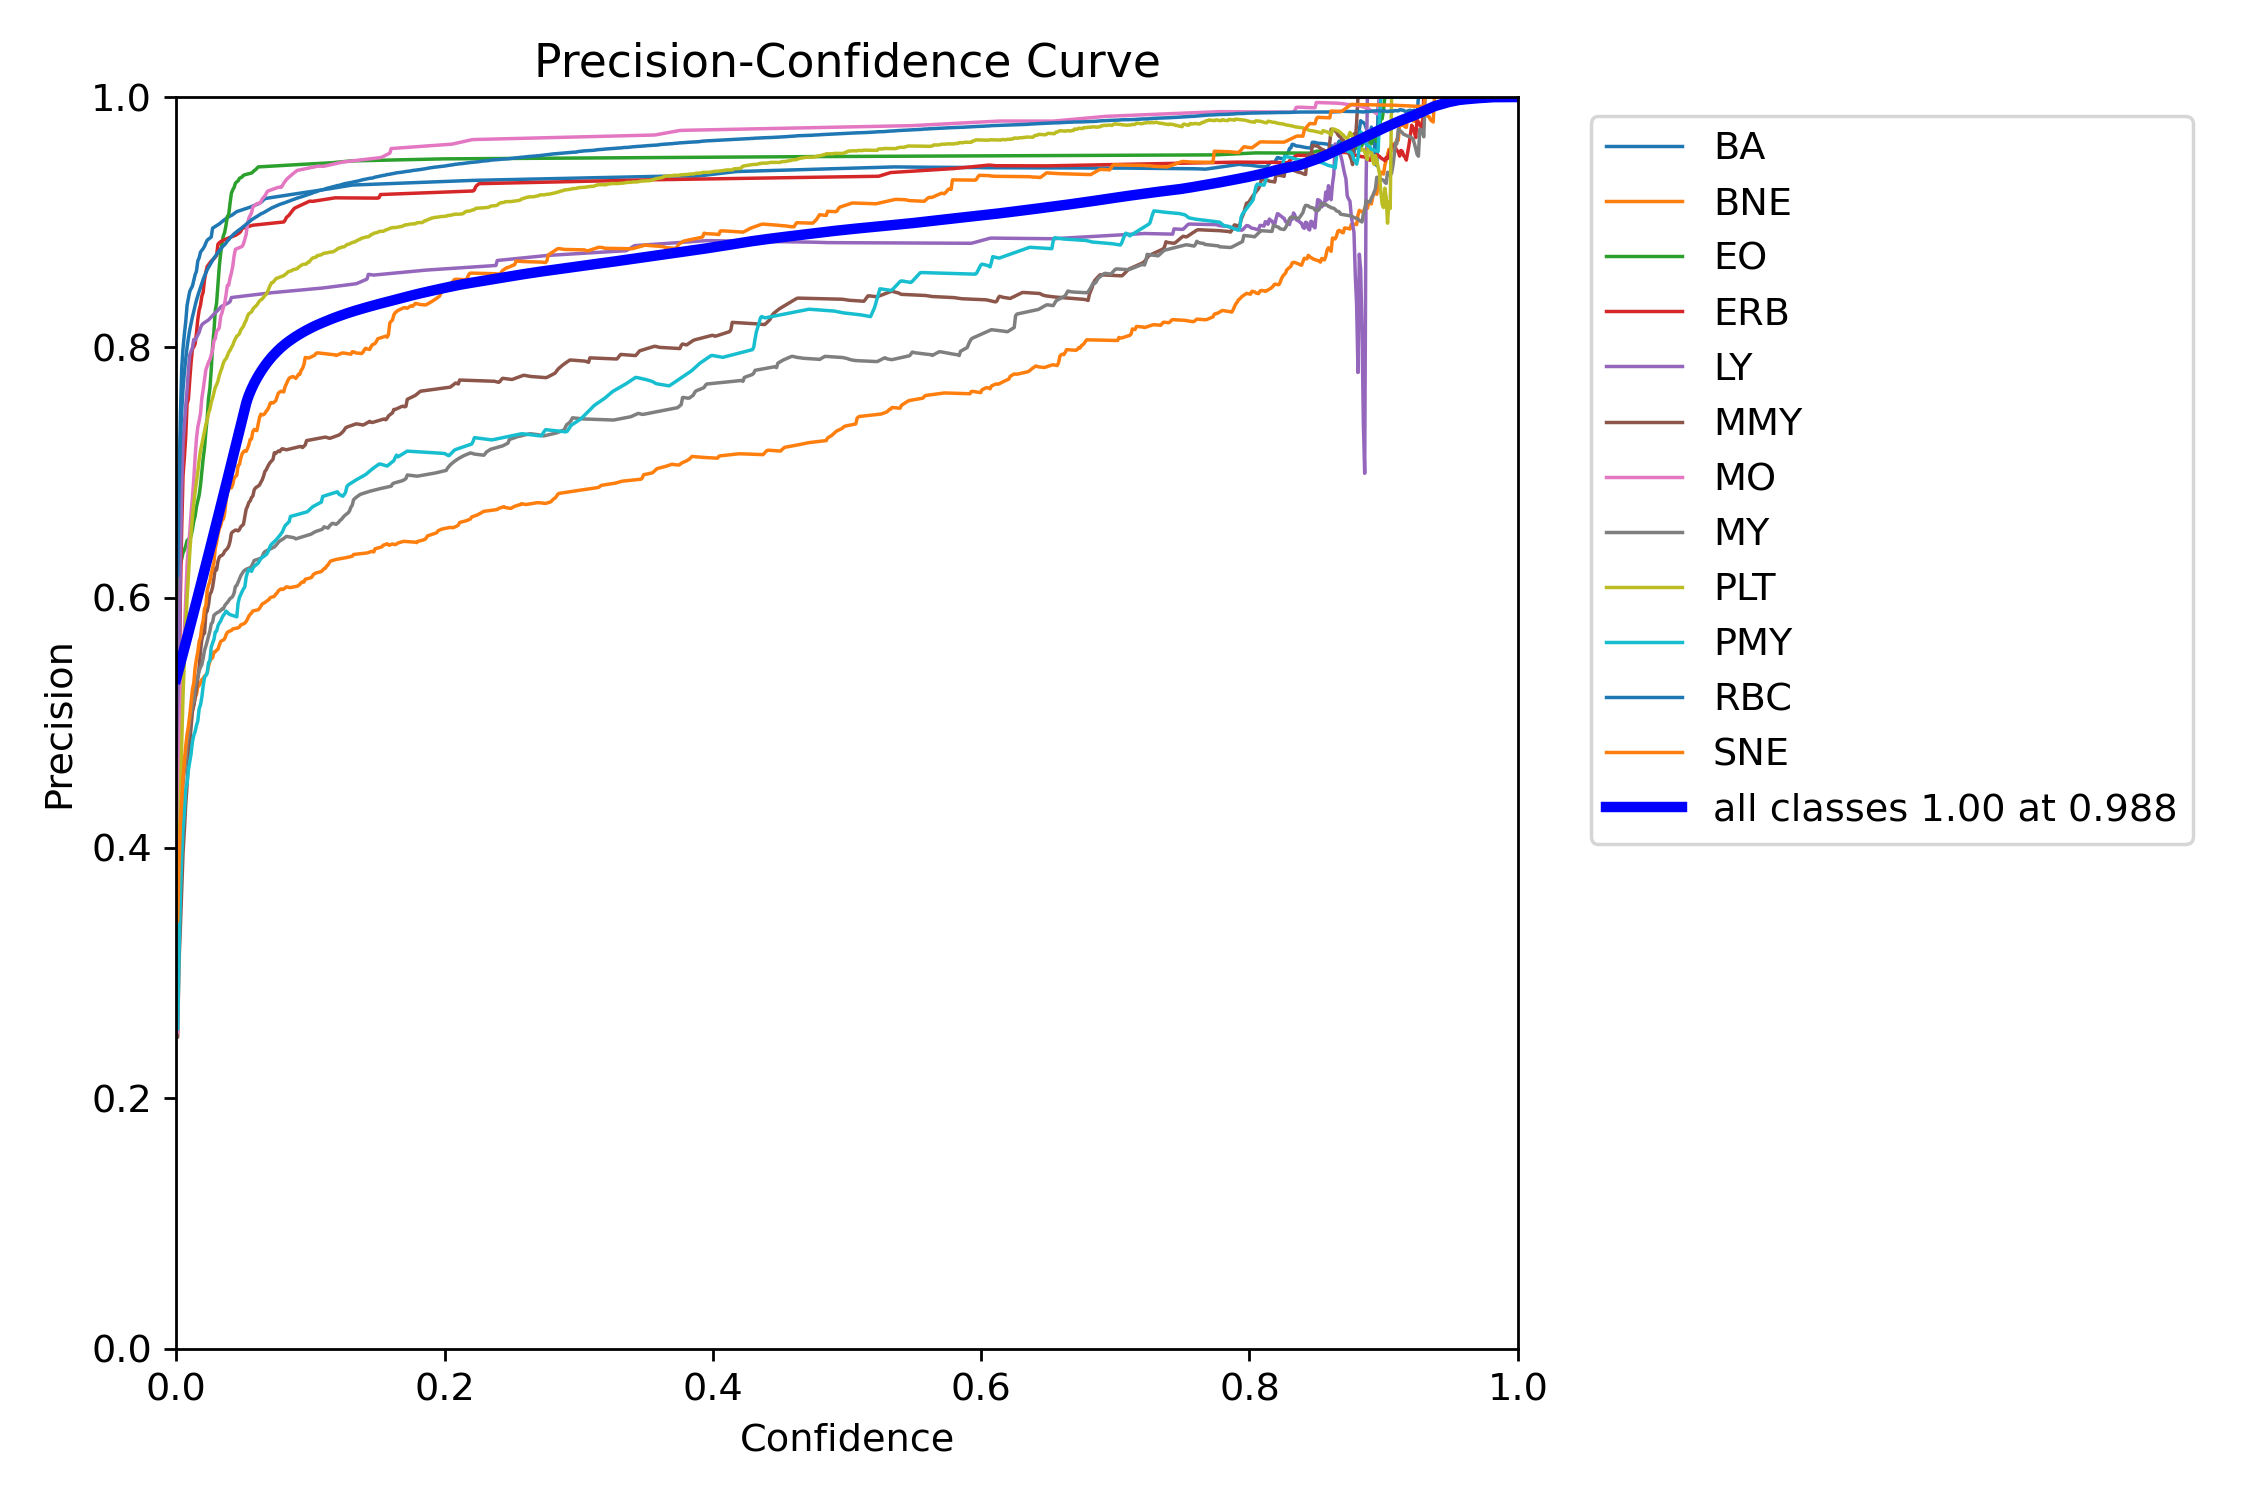 Precision-Confidence Curve
1.0
0.8
0.6
0.4
0.2
0.0
Precision
0.0 0.2 0.4 0.6 0.8 1.0
Confidence
BA
BNE
EO
ERB
LY
MMY
MO
MY
PLT
PMY
RBC
SNE
all classes 1.00 at 0.988